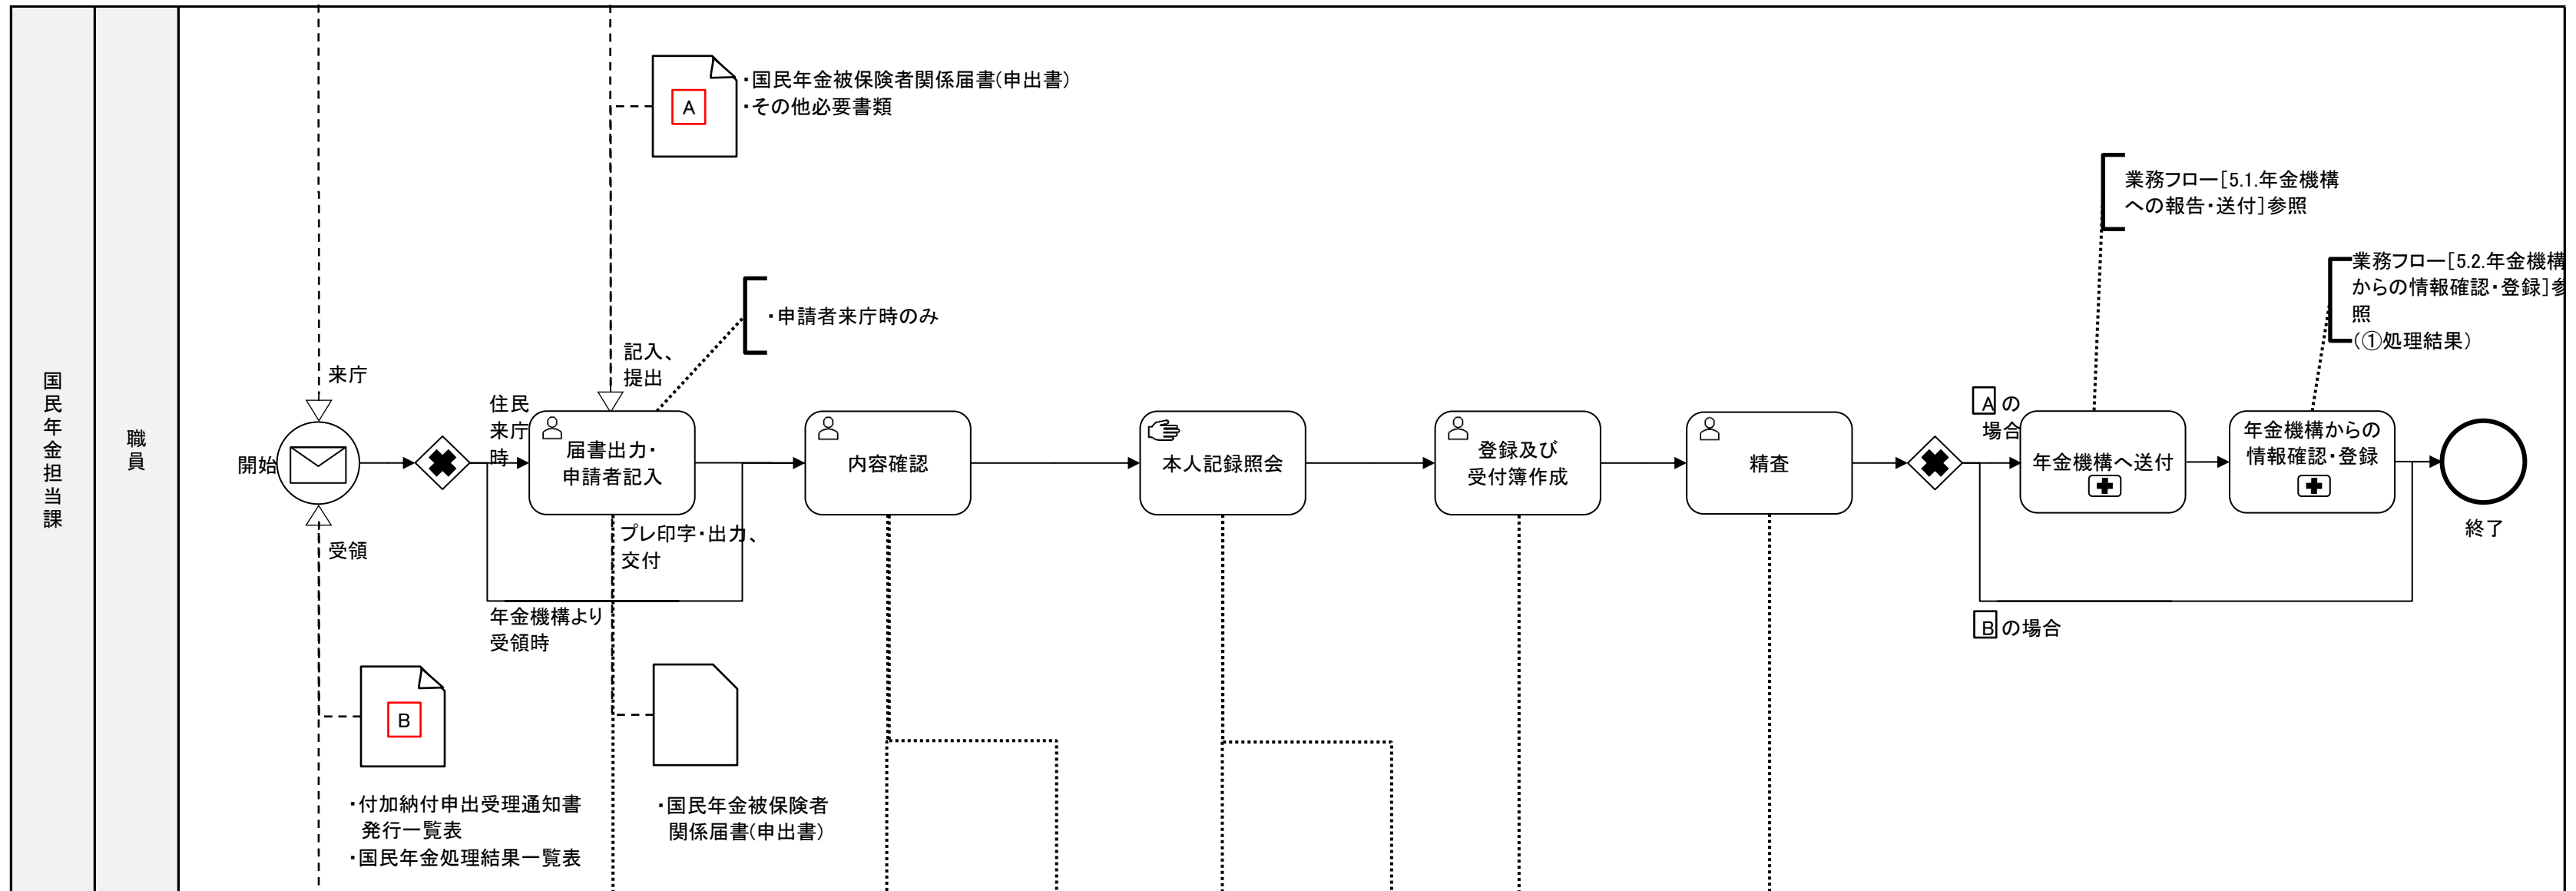 国民年金担当課
職員
A
・国民年金被保険者関係届書(申出書)
・その他必要書類
業務フロー[5.1.年金機構
への報告・送付]参照
業務フロー[5.2.年金機構
からの情報確認・登録]参
照
(①処理結果)
・申請者来庁時のみ
記入、
提出
来庁
住民
来庁
時
開始
届書出力・
申請者記入
内容確認
本人記録照会
登録及び
受付簿作成
精査
Aの
場合
年金機構へ送付
年金機構からの
情報確認・登録
終了
受領
プレ印字・出力、
交付
年金機構より
受領時
Bの場合
B
・付加納付申出受理通知書
発行一覧表
・国民年金処理結果一覧表
・国民年金被保険者
関係届書(申出書)